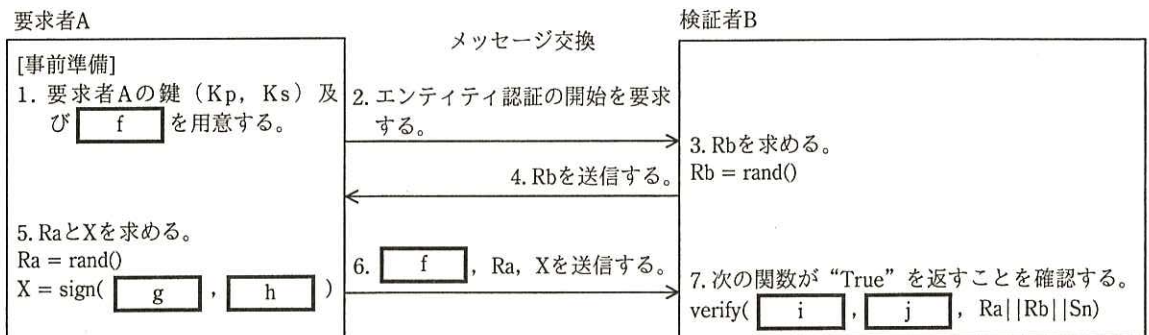 要求者A
検証者B
メッセージ交換
[事前準備]
1. 要求者Aの鍵（Kp，Ks）及
び f を用意する。
2. エンティティ認証の開始を要求
する。
3. Rbを求める。
Rb = rand()
4. Rbを送信する。
5. RaとXを求める。
Ra = rand()
X = sign( g ， h )
6. f ，Ra，Xを送信する。
7. 次の関数が“True”を返すことを確認する。
verify( i ， j ，Ra||Rb||Sn)